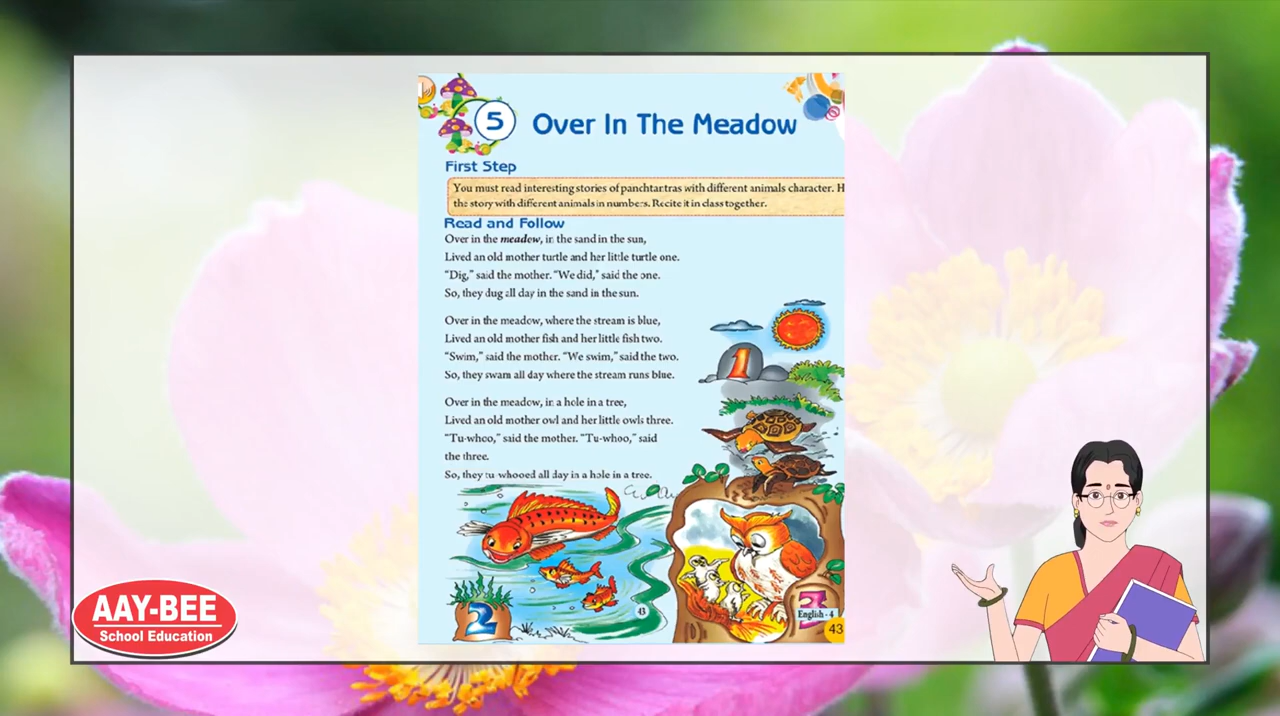 5 Over In The Meadow
First Step
You must read interesting stories of panchtantras with different animals character. H
the story with different animals in numbers. Recite it in class together.
Read and Follow
Over in the meadow, in the sand in the sun,
Lived an old mother turtle and her little turtle one.
“Dig,” said the mother. “We did,” said the one.
So, they dug all day in the sand in the sun.
Over in the meadow, where the stream is blue,
Lived an old mother fish and her little fish two.
“Swim,” said the mother. “We swim,” said the two.
So, they swam all day where the stream runs blue.
Over in the meadow, in a hole in a tree,
Lived an old mother owl and her little owls three.
“Tu-whoo,” said the mother. “Tu-whoo,” said
the three.
So, they tu-whooed all day in a hole in a tree.
1
2
3
43
English - 4
43
AAY-BEE
School Education